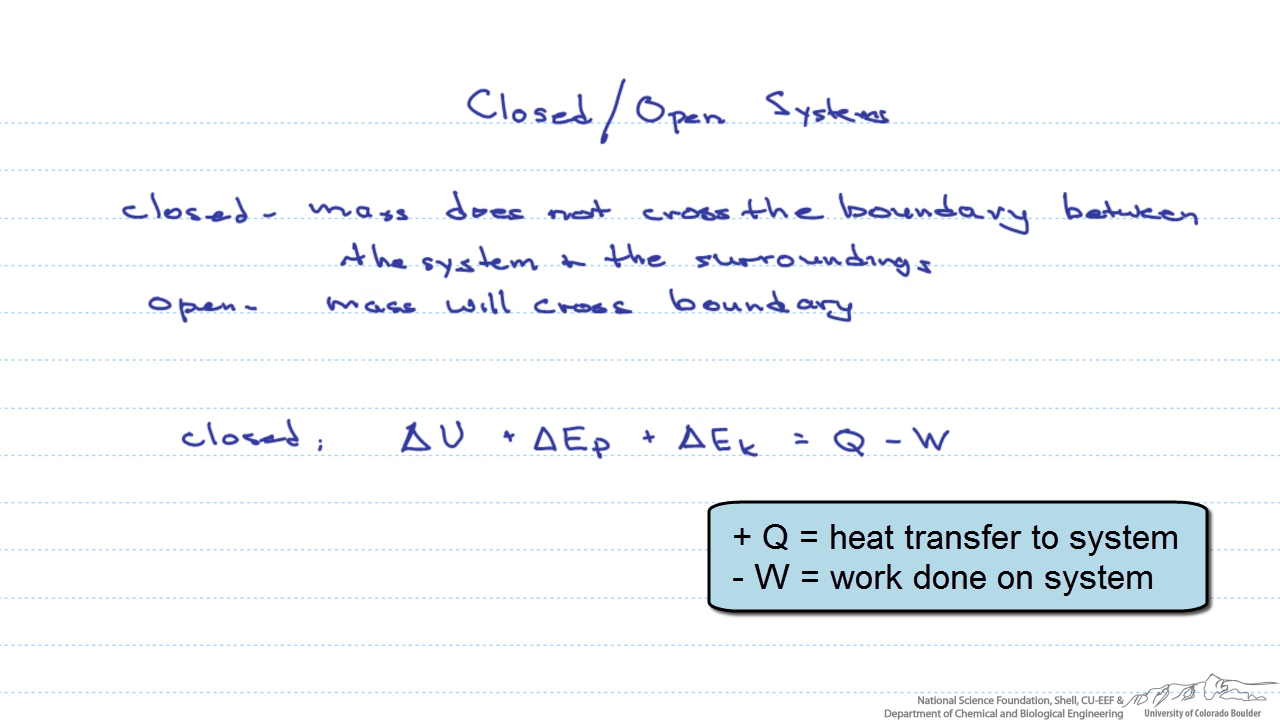 Closed/Open Systems
closed - mass does not cross the boundary between
the system + the surroundings
open - mass will cross boundary
closed: ΔU + ΔEp + ΔEk = Q - W
+ Q = heat transfer to system
- W = work done on system
National Science Foundation, Shell, CU-EEF &
Department of Chemical and Biological Engineering
University of Colorado Boulder